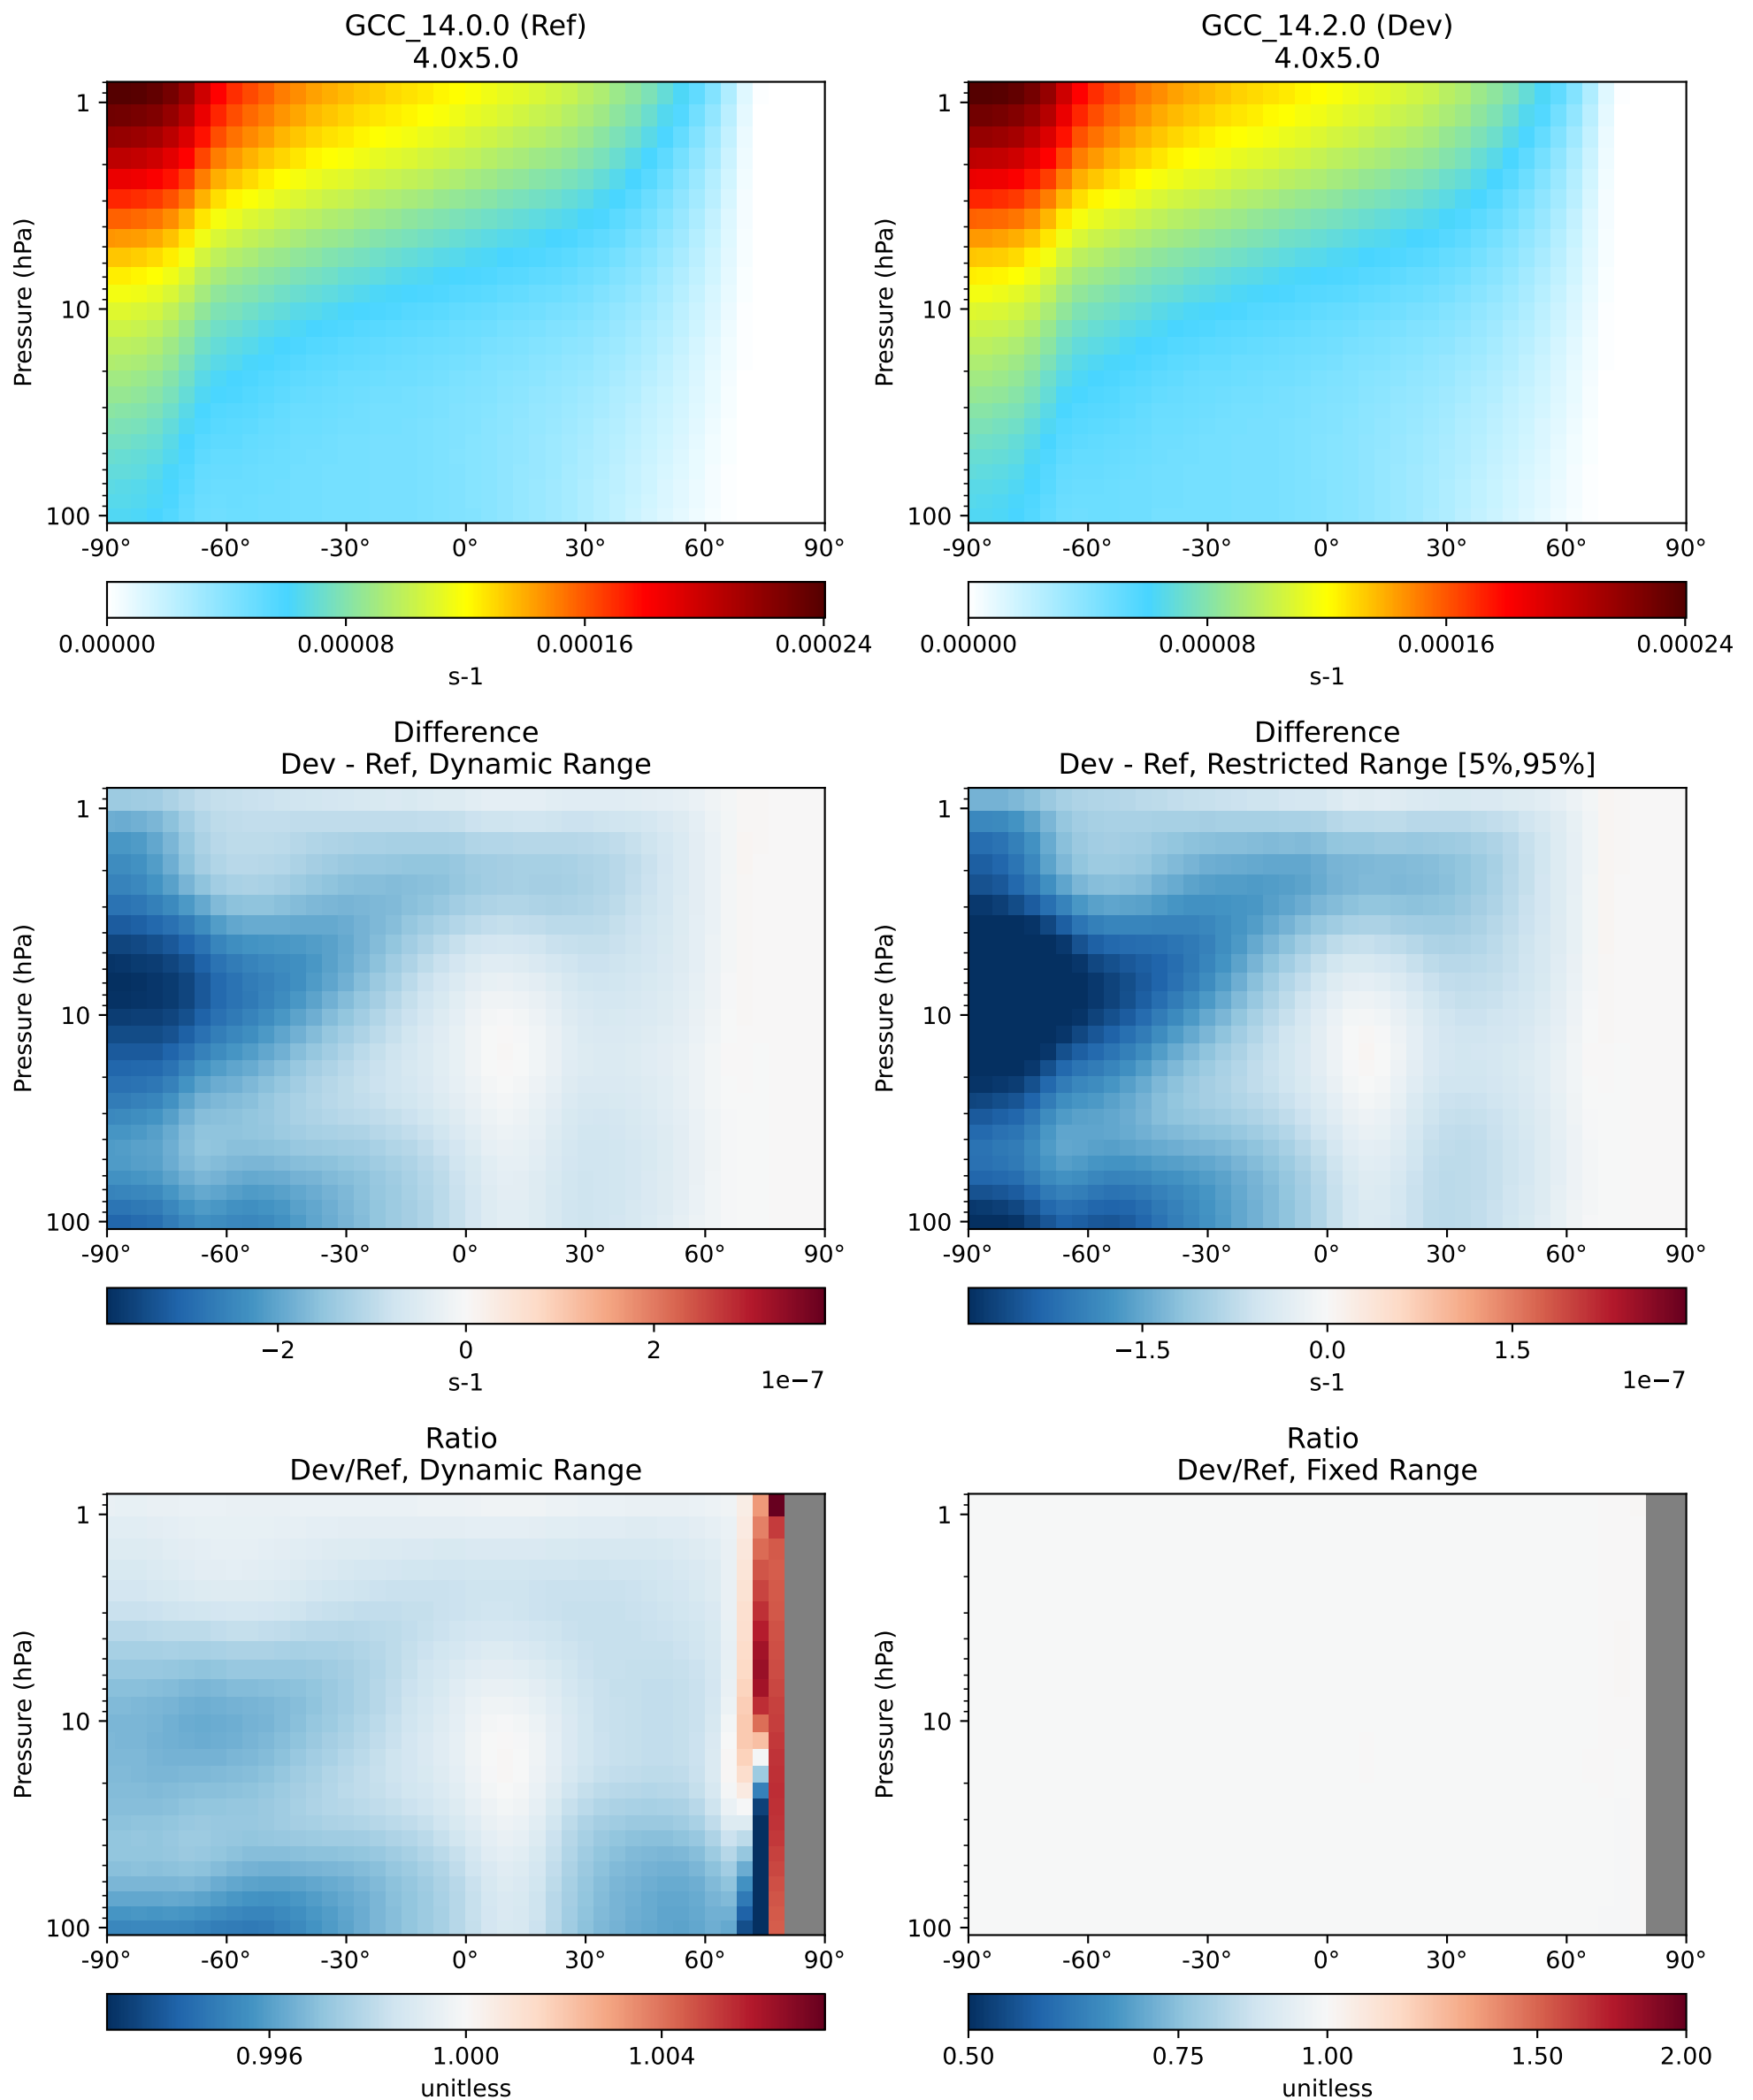 GCC_14.0.0 (Ref)
4.0x5.0
Pressure (hPa)
1
10
100
-90° -60° -30° 0° 30° 60° 90°
0.00000 0.00008 0.00016 0.00024
s-1
GCC_14.2.0 (Dev)
4.0x5.0
Pressure (hPa)
1
10
100
-90° -60° -30° 0° 30° 60° 90°
0.00000 0.00008 0.00016 0.00024
s-1
Difference
Dev - Ref, Dynamic Range
Pressure (hPa)
1
10
100
-90° -60° -30° 0° 30° 60° 90°
−2 0 2
s-1 1e−7
Difference
Dev - Ref, Restricted Range [5%,95%]
Pressure (hPa)
1
10
100
-90° -60° -30° 0° 30° 60° 90°
−1.5 0.0 1.5
s-1 1e−7
Ratio
Dev/Ref, Dynamic Range
Pressure (hPa)
1
10
100
-90° -60° -30° 0° 30° 60° 90°
0.996 1.000 1.004
unitless
Ratio
Dev/Ref, Fixed Range
Pressure (hPa)
1
10
100
-90° -60° -30° 0° 30° 60° 90°
0.50 0.75 1.00 1.50 2.00
unitless